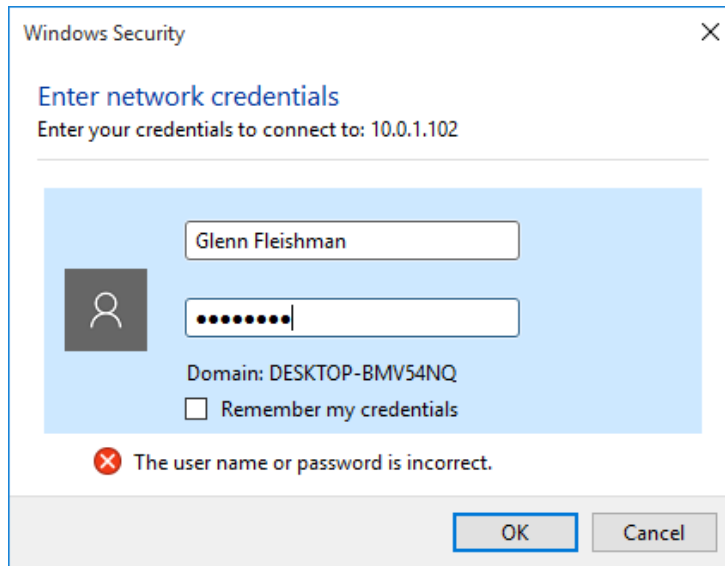 Windows Security
Enter network credentials
Enter your credentials to connect to: 10.0.1.102
Glenn Fleishman
••••••••
Domain: DESKTOP-BMV54NQ
Remember my credentials
The user name or password is incorrect.
OK Cancel